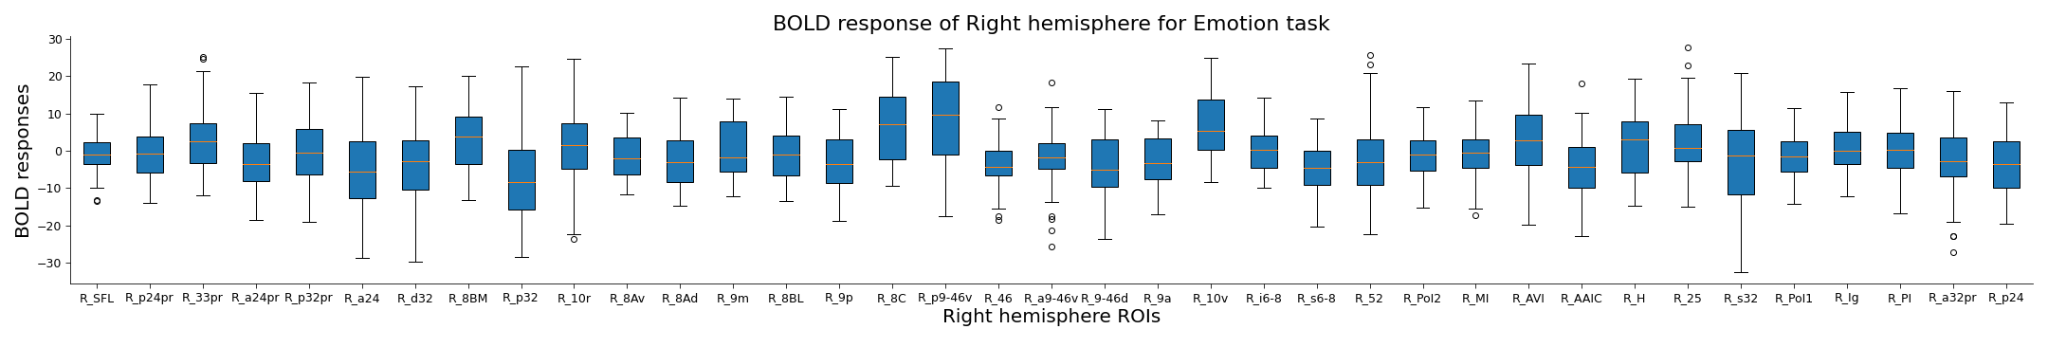 BOLD response of Right hemisphere for Emotion task
BOLD responses
30
20
10
0
−10
−20
−30
R_SFL R_p24pr R_33pr R_a24pr R_p32pr R_a24 R_d32 R_8BM R_p32 R_10r R_8Av R_8Ad R_9m R_8BL R_9p R_8C R_p9-46v R_46 R_a9-46v R_9-46d R_9a R_10v R_i6-8 R_s6-8 R_52 R_PoI2 R_MI R_AVI R_AAIC R_H R_25 R_s32 R_PoI1 R_Ig R_PI R_a32pr R_p24
Right hemisphere ROIs